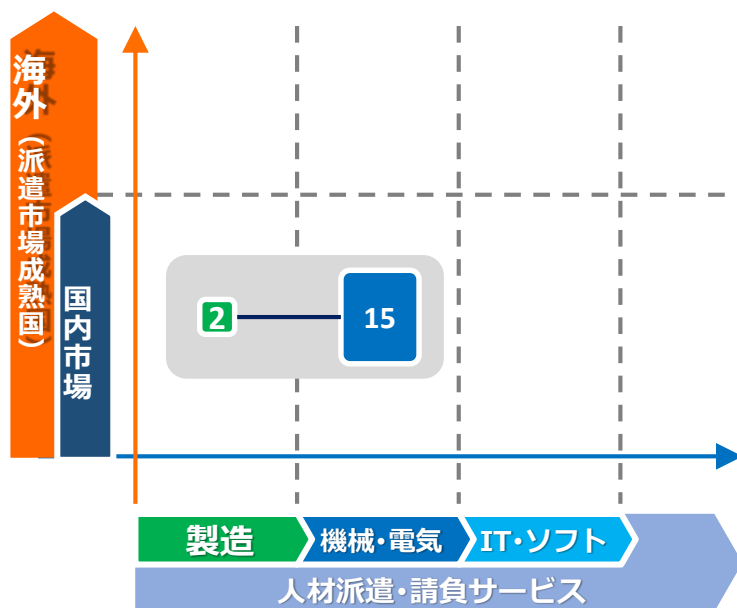 海外（派遣市場成熟国）
国内市場
2
15
製造
機械・電気
IT・ソフト
人材派遣・請負サービス